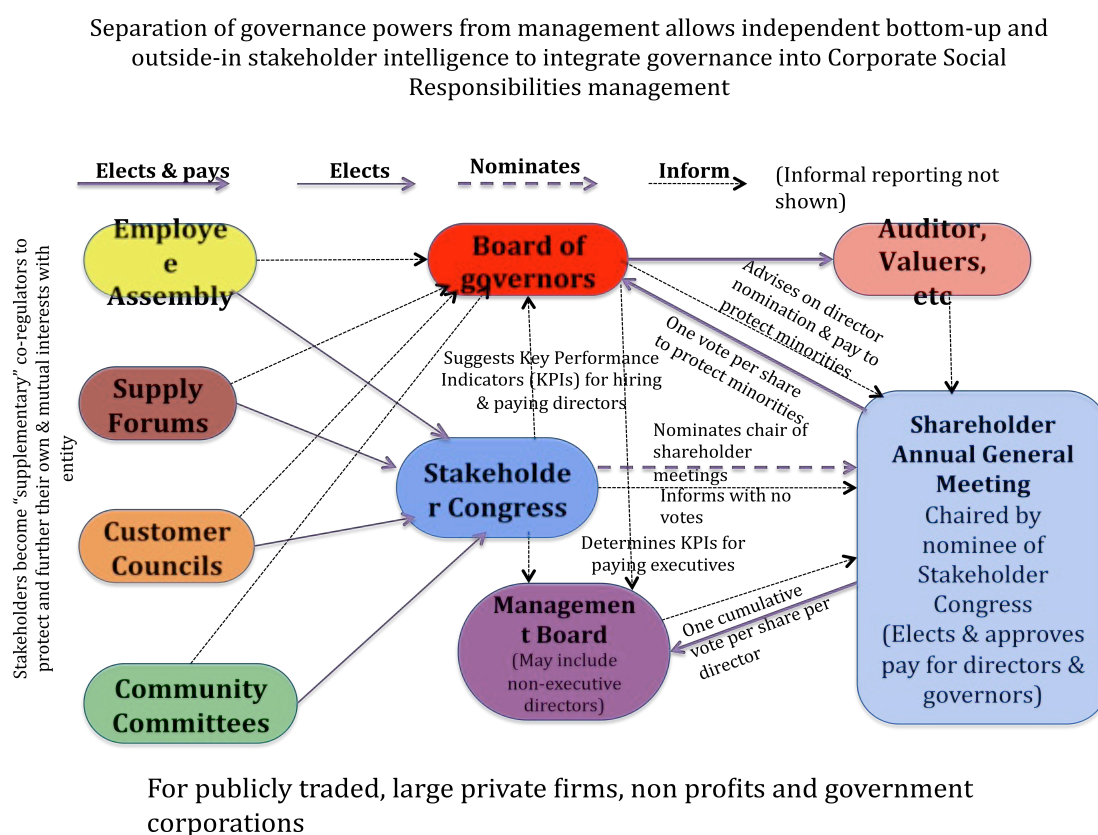 Separation of governance powers from management allows independent bottom-up and
outside-in stakeholder intelligence to integrate governance into Corporate Social
Responsibilities management
Elects & pays
Elects
Nominates
Inform
(Informal reporting not
shown)
Stakeholders become “supplementary” co-regulators to
protect and further their own & mutual interests with
entity
Employe
e
Assembly
Board of
governors
Auditor,
Valuers,
etc
Advises on director
nomination & pay to
protect minorities
One vote per share
to protect minorities
Suggests Key Performance
Indicators (KPIs) for hiring
& paying directors
Supply
Forums
Stakeholde
r Congress
Nominates chair of
shareholder
meetings
Informs with no
votes
Shareholder
Annual General
Meeting
Chaired by
nominee of
Stakeholder
Congress
(Elects & approves
pay for directors &
governors)
Customer
Councils
Determines KPIs for
paying executives
Managemen
t Board
(May include
non-executive
directors)
One cumulative
vote per share per
director
Community
Committees
For publicly traded, large private firms, non profits and government
corporations